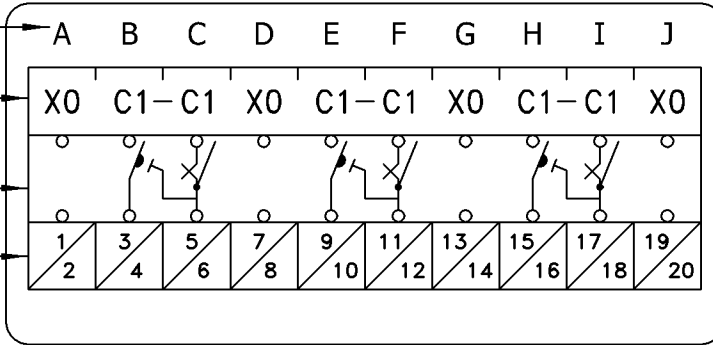 A B C D E F G H I J
X0 C1-C1 X0 C1-C1 X0 C1-C1 X0
1/2 3/4 5/6 7/8 9/10 11/12 13/14 15/16 17/18 19/20